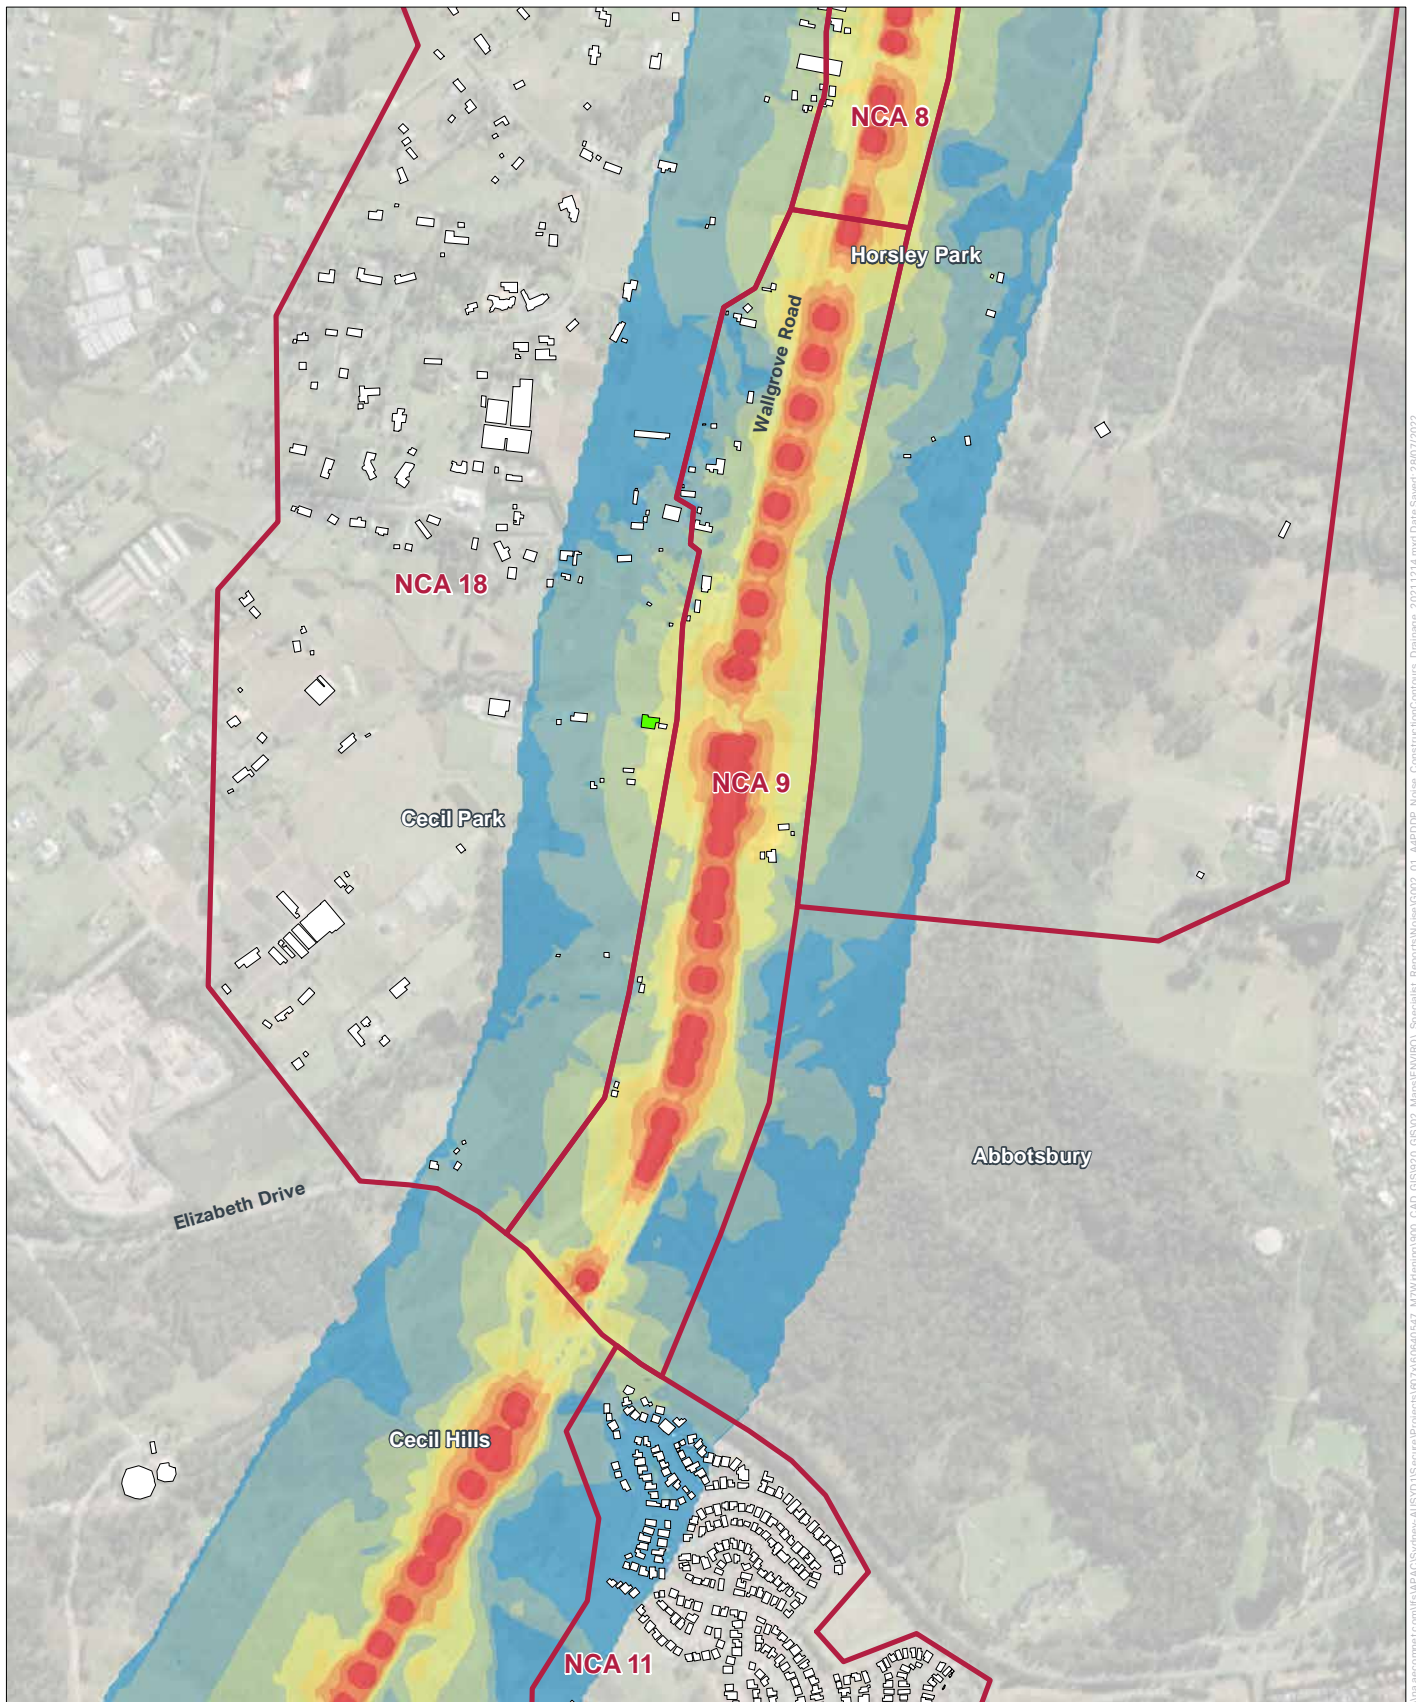 NCA 8
Horsley Park
Wallgrove Road
NCA 18
NCA 9
Cecil Park
Abbotsbury
Elizabeth Drive
Cecil Hills
NCA 11